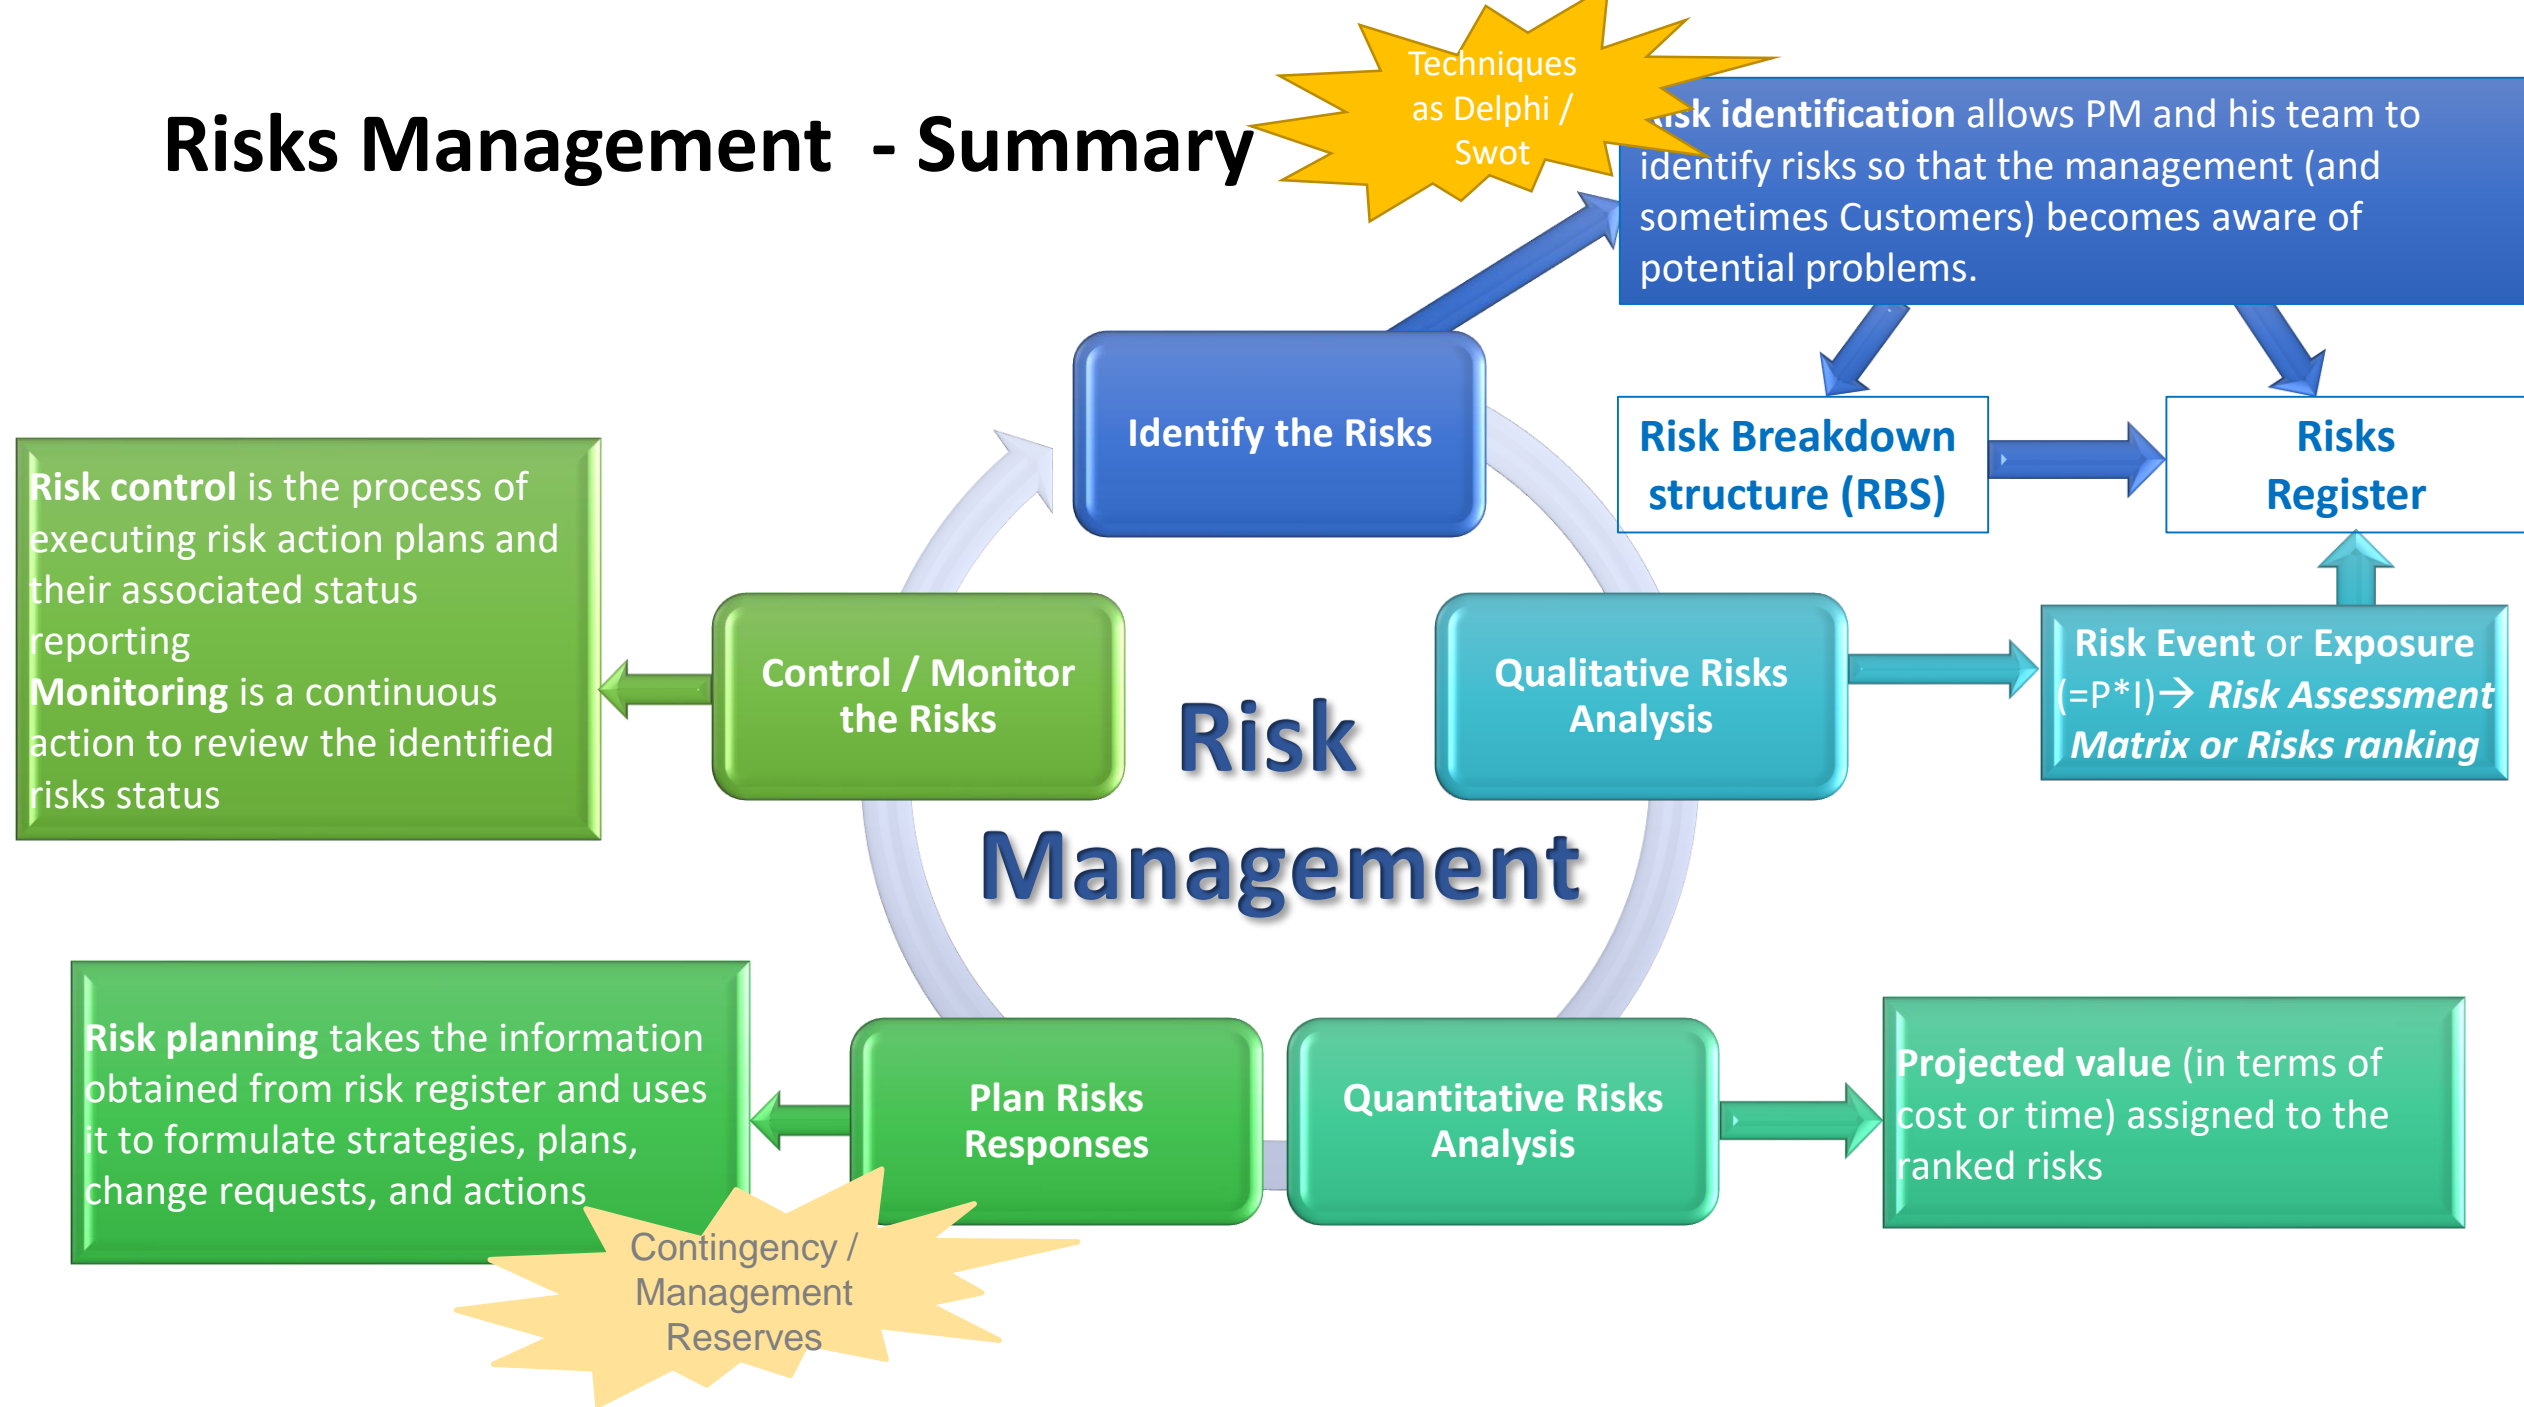 Risks Management - Summary
Techniques
as Delphi /
Swot
Risk identification allows PM and his team to
identify risks so that the management (and
sometimes Customers) becomes aware of
potential problems.
Identify the Risks
Risk Breakdown
structure (RBS)
Risks
Register
Risk control is the process of
executing risk action plans and
their associated status
reporting
Monitoring is a continuous
action to review the identified
risks status
Control / Monitor
the Risks
Qualitative Risks
Analysis
Risk Event or Exposure
(=P*I)→ Risk Assessment
Matrix or Risks ranking
Risk
Management
Risk planning takes the information
obtained from risk register and uses
it to formulate strategies, plans,
change requests, and actions
Plan Risks
Responses
Quantitative Risks
Analysis
Projected value (in terms of
cost or time) assigned to the
ranked risks
Contingency /
Management
Reserves